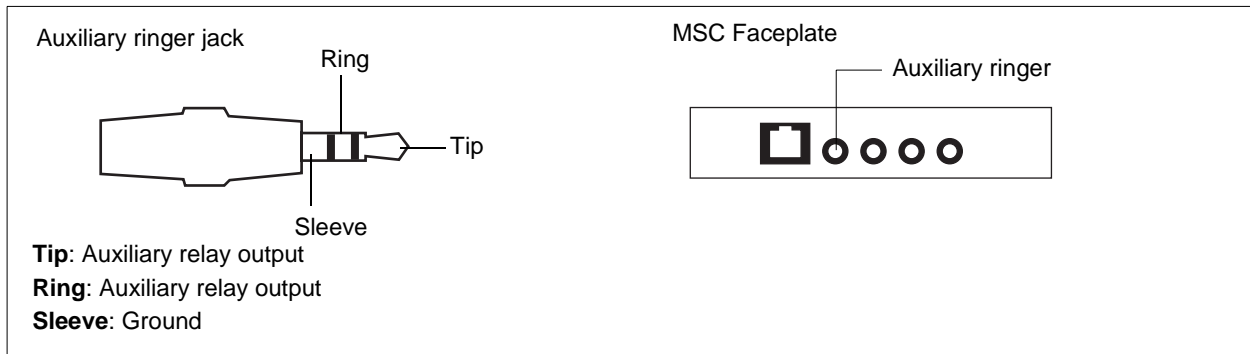 Auxiliary ringer jack
Ring
Tip
Sleeve
Tip: Auxiliary relay output
Ring: Auxiliary relay output
Sleeve: Ground
MSC Faceplate
Auxiliary ringer